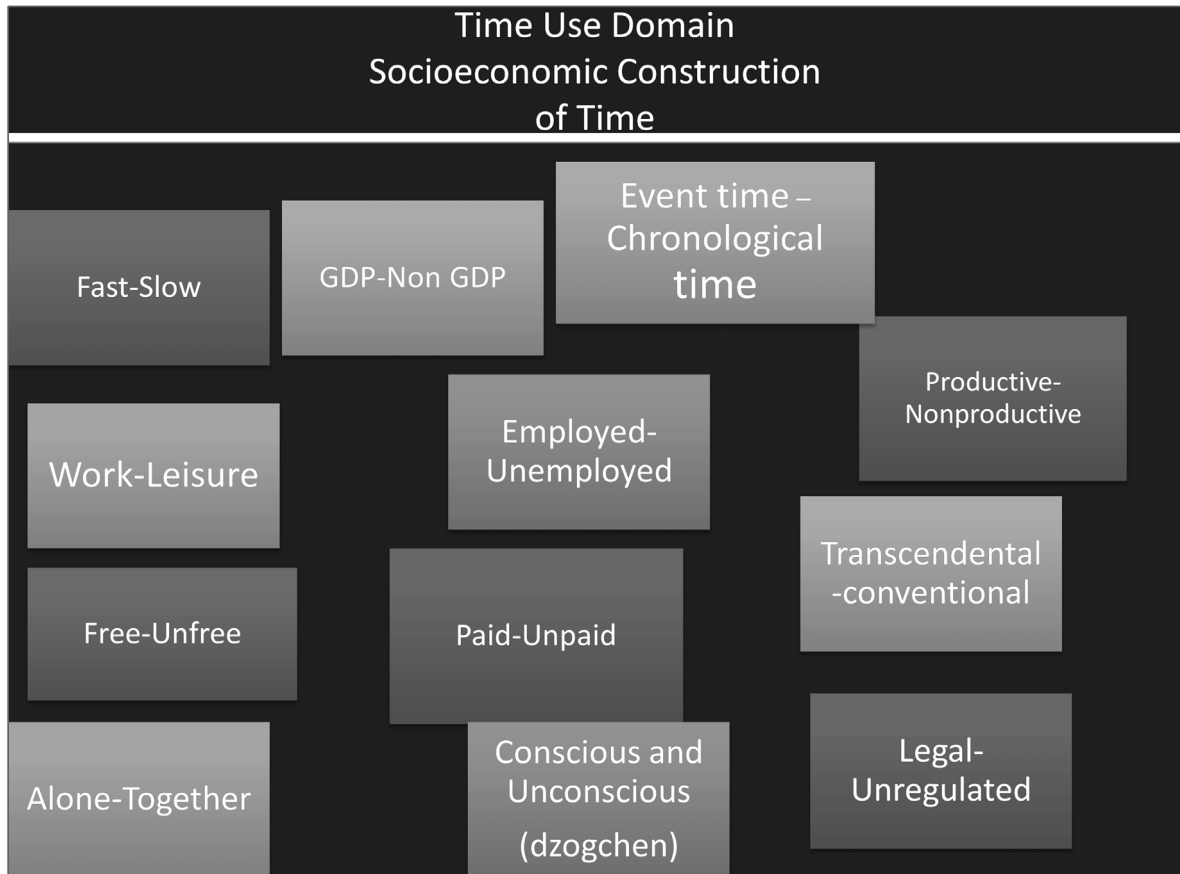 Time Use Domain
Socioeconomic Construction
of Time
Event time –
Chronological
time
Fast-Slow
GDP-Non GDP
Productive-
Nonproductive
Work-Leisure
Employed-
Unemployed
Transcendental
-conventional
Free-Unfree
Paid-Unpaid
Alone-Together
Conscious and
Unconscious
(dzogchen)
Legal-
Unregulated